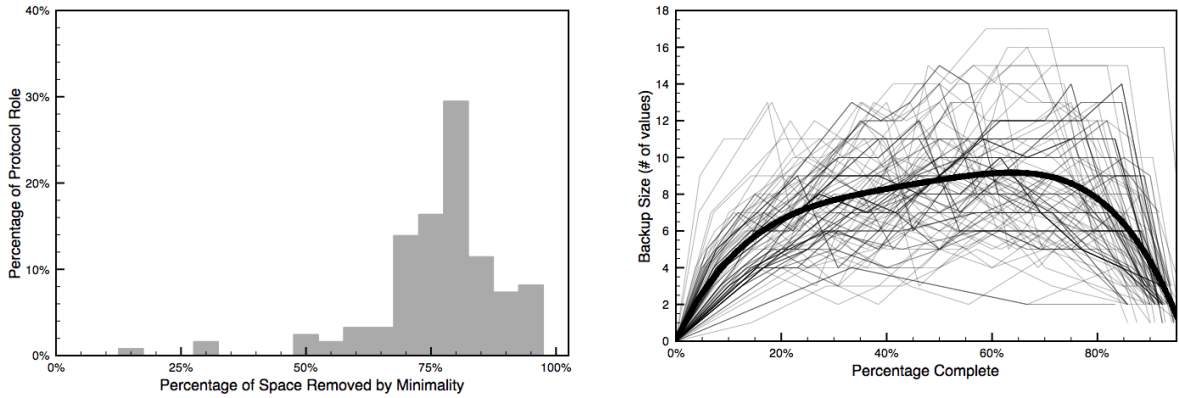 40%
30%
20%
10%
0%
Percentage of Protocol Role
0% 25% 50% 75% 100%
Percentage of Space Removed by Minimality
18
16
14
12
10
8
6
4
2
0
Backup Size (# of values)
0% 20% 40% 60% 80%
Percentage Complete